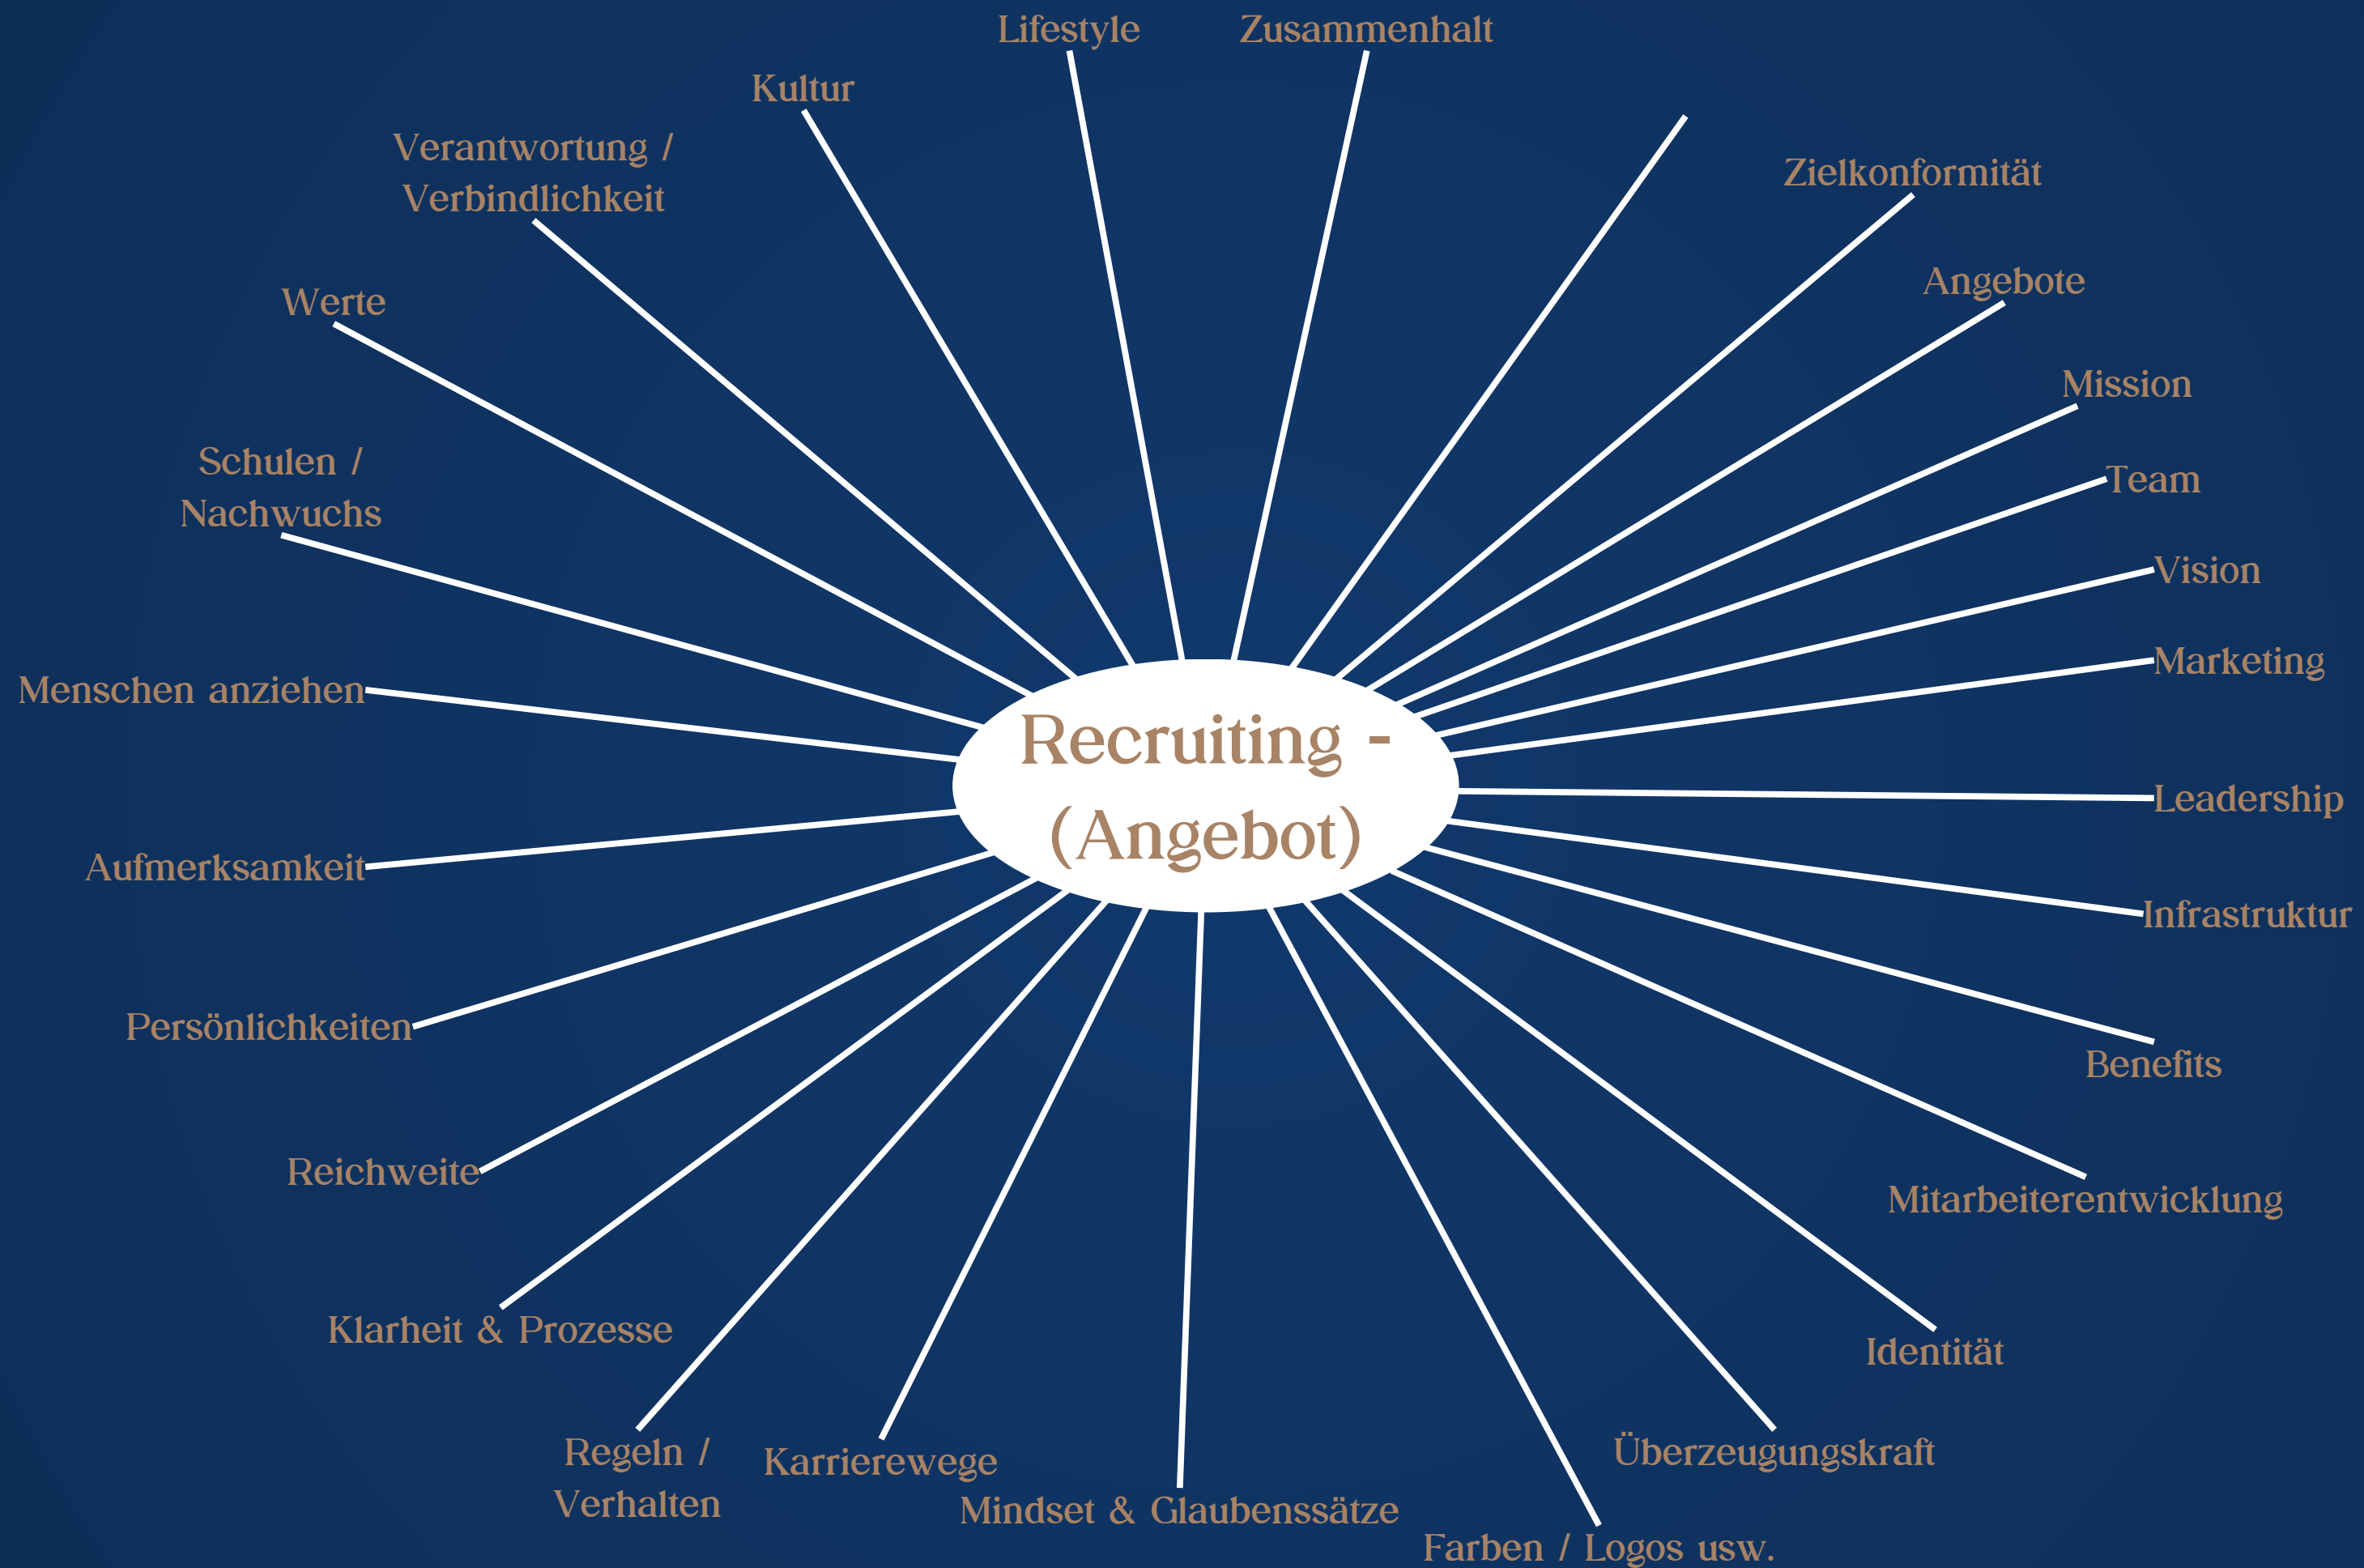 Lifestyle
Zusammenhalt
Kultur
Verantwortung /
Verbindlichkeit
Zielkonformität
Werte
Angebote
Mission
Schulen /
Nachwuchs
Team
Vision
Menschen anziehen
Marketing
Recruiting -
(Angebot)
Leadership
Aufmerksamkeit
Infrastruktur
Persönlichkeiten
Benefits
Reichweite
Mitarbeiterentwicklung
Klarheit & Prozesse
Identität
Regeln /
Verhalten
Karrierewege
Überzeugungskraft
Mindset & Glaubenssätze
Farben / Logos usw.